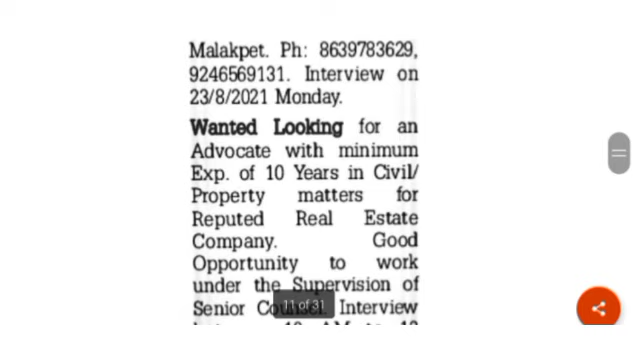 Malakpet. Ph: 8639783629,
9246569131. Interview on
23/8/2021 Monday.
Wanted Looking for an
Advocate with minimum
Exp. of 10 Years in Civil/
Property matters for
Reputed Real Estate
Company. Good
Opportunity to work
under the Supervision of
Senior Counsel. Interview
11 of 31